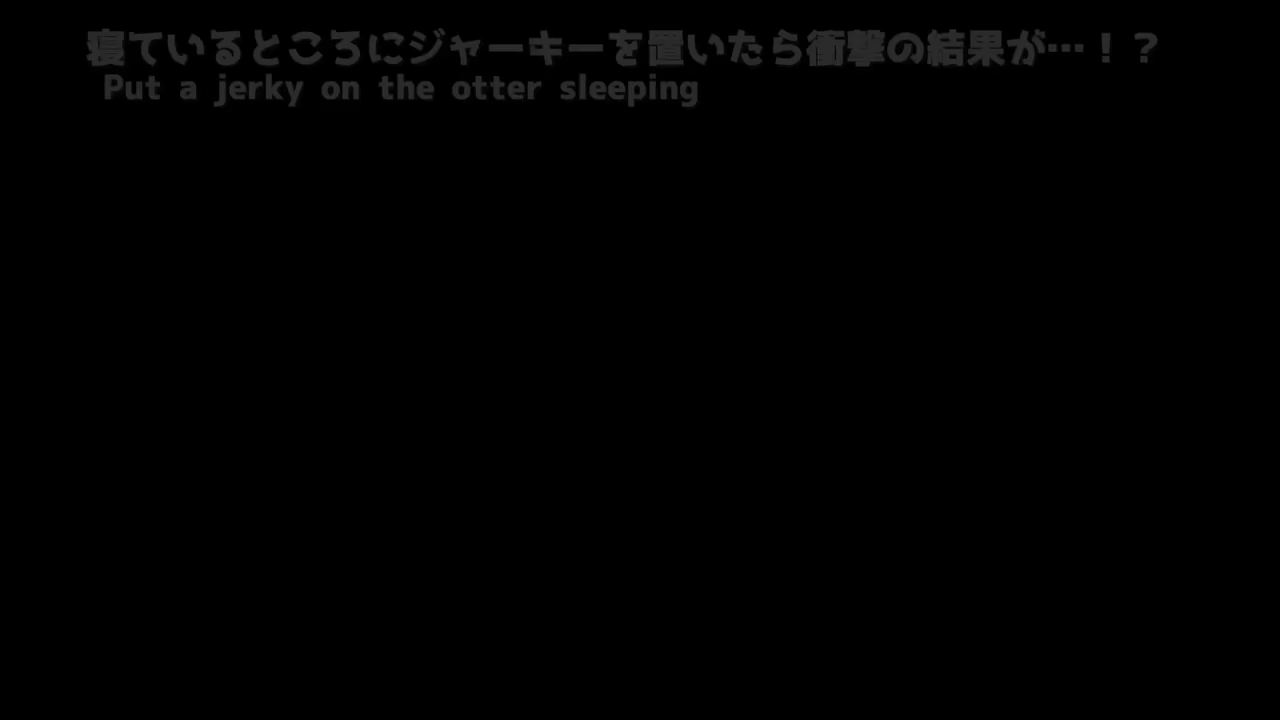 寝ているところにジャーキーを置いたら衝撃の結果が…！？
Put a jerky on the otter sleeping